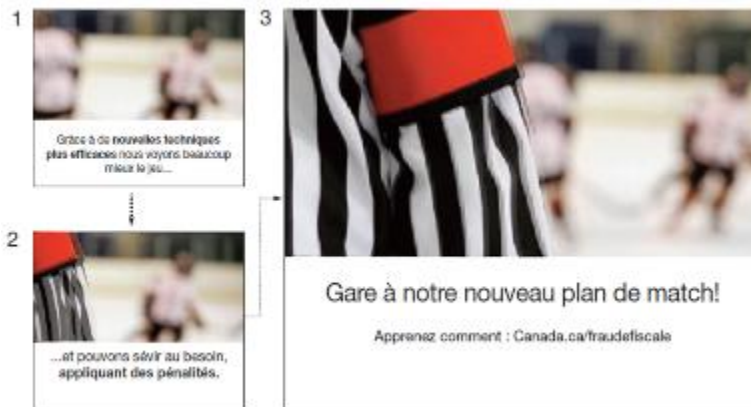 1
Grâce à de nouvelles techniques
plus efficaces nous voyons beaucoup
mieux le jeu...
2
...et pouvons sévir au besoin,
appliquant des pénalités.
3
Gare à notre nouveau plan de match!
Apprenez comment : Canada.ca/fraudefiscale